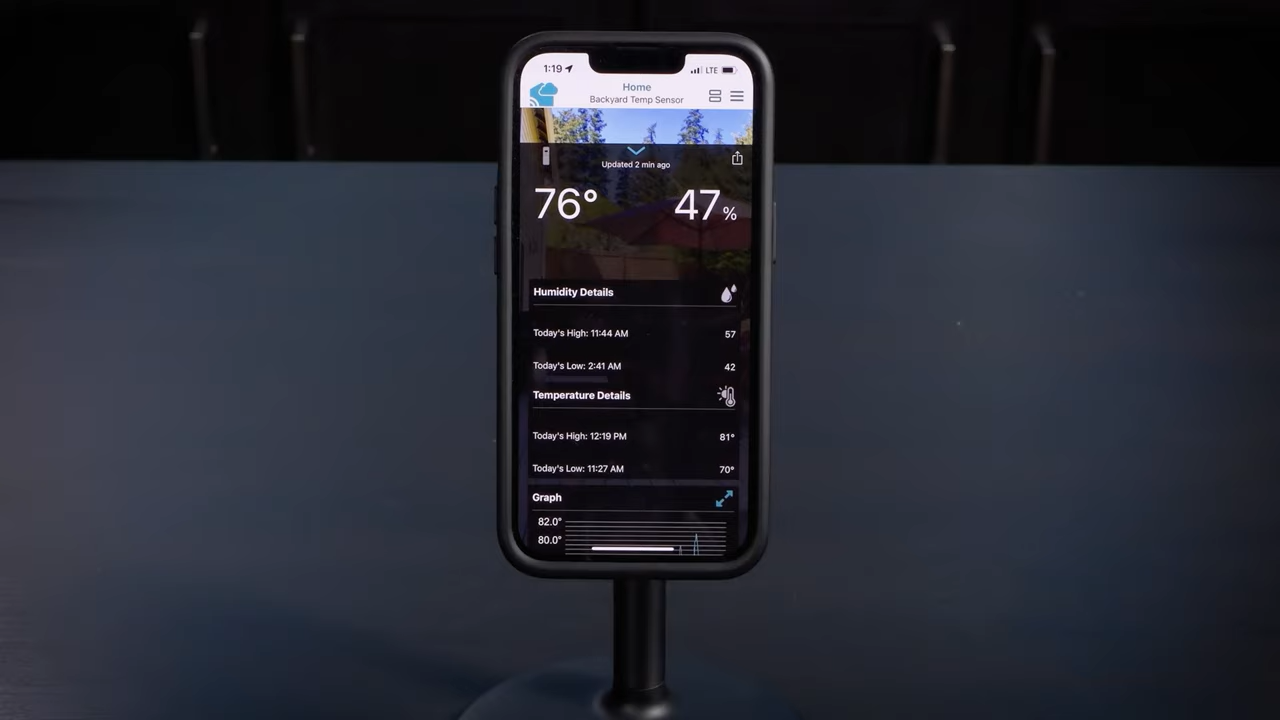 1:19 LTE
Home
Backyard Temp Sensor
Updated 2 min ago
76° 47 %
Humidity Details
Today's High: 11:44 AM 57
Today's Low: 2:41 AM 42
Temperature Details
Today's High: 12:19 PM 81°
Today's Low: 11:27 AM 70°
Graph
82.0°
80.0°